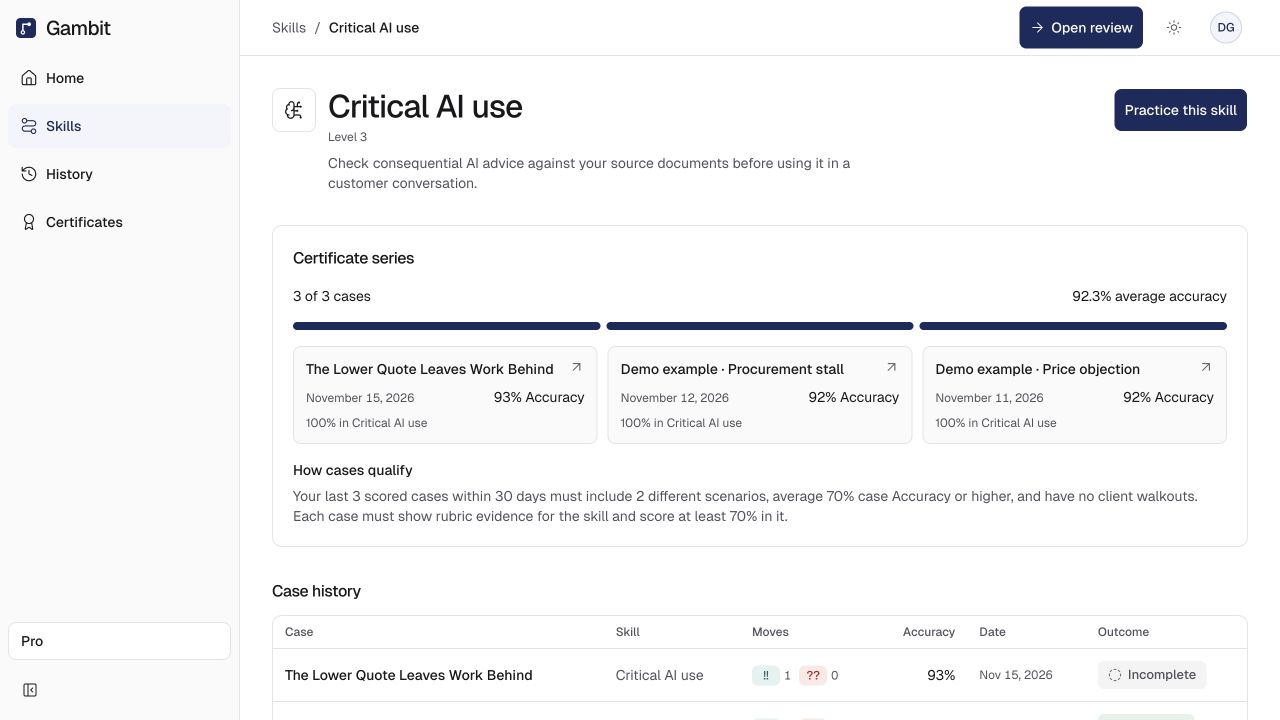 Gambit
Home
Skills
History
Certificates
Pro
Skills / Critical AI use
Open review
DG
Critical AI use
Level 3
Check consequential AI advice against your source documents before using it in a
customer conversation.
Practice this skill
Certificate series
3 of 3 cases
92.3% average accuracy
The Lower Quote Leaves Work Behind
November 15, 2026
93% Accuracy
100% in Critical AI use
Demo example · Procurement stall
November 12, 2026
92% Accuracy
100% in Critical AI use
Demo example · Price objection
November 11, 2026
92% Accuracy
100% in Critical AI use
How cases qualify
Your last 3 scored cases within 30 days must include 2 different scenarios, average 70% case Accuracy or higher, and have no client walkouts.
Each case must show rubric evidence for the skill and score at least 70% in it.
Case history
Case Skill Moves Accuracy Date Outcome
The Lower Quote Leaves Work Behind Critical AI use !! 1 ?? 0 93% Nov 15, 2026 Incomplete